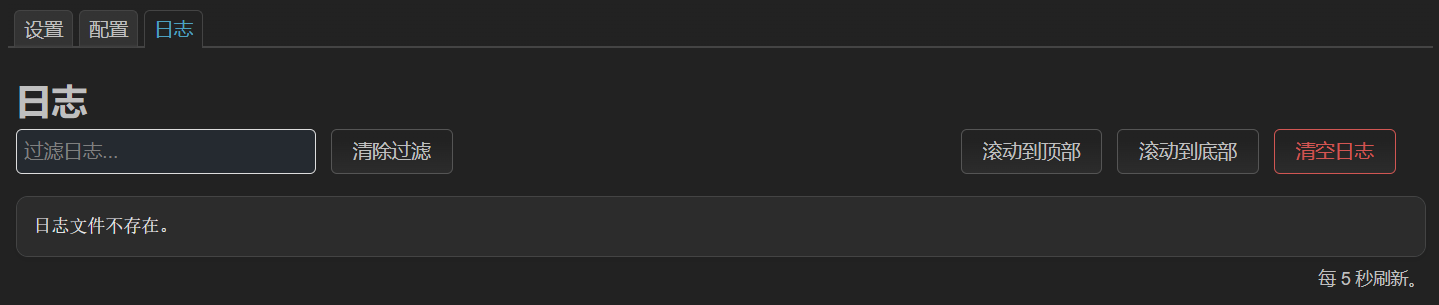 设置 配置 日志
日志
过滤日志... 清除过滤 滚动到顶部 滚动到底部 清空日志
日志文件不存在。
每 5 秒刷新。